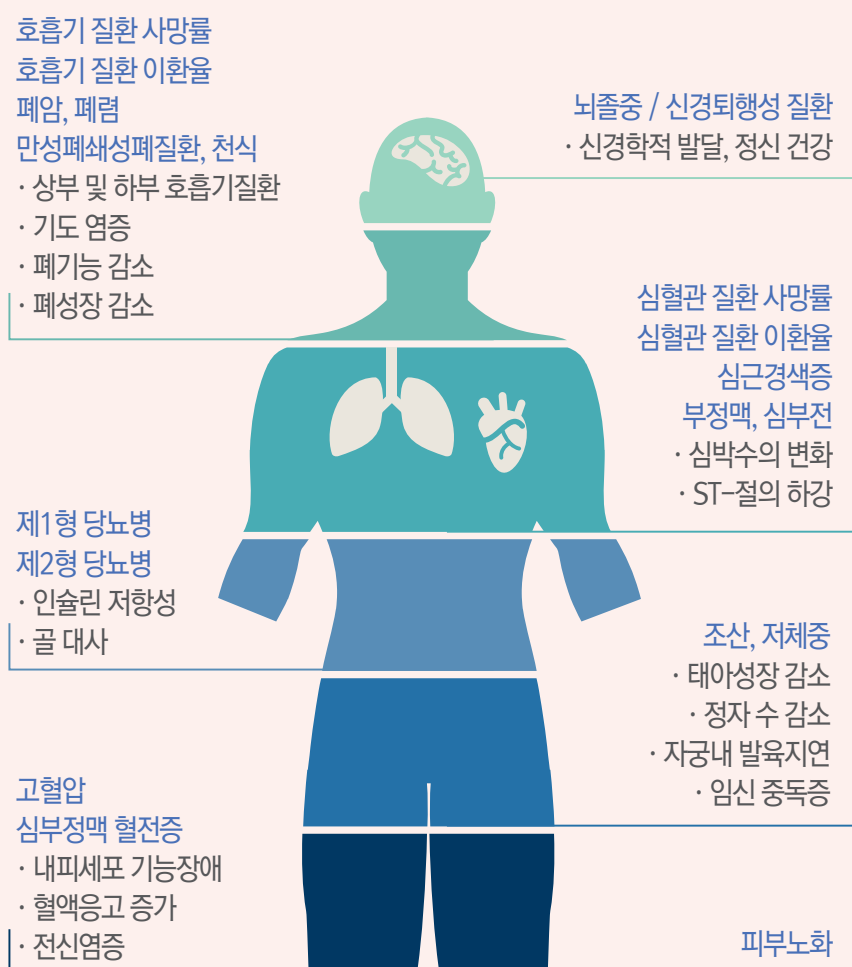 호흡기 질환 사망률
호흡기 질환 이환율
폐암, 폐렴
만성폐쇄성폐질환, 천식
· 상부 및 하부 호흡기질환
· 기도 염증
· 폐기능 감소
· 폐성장 감소
뇌졸중 / 신경퇴행성 질환
· 신경학적 발달, 정신 건강
심혈관 질환 사망률
심혈관 질환 이환율
심근경색증
부정맥, 심부전
· 심박수의 변화
· ST-절의 하강
제1형 당뇨병
제2형 당뇨병
· 인슐린 저항성
· 골 대사
조산, 저체중
· 태아성장 감소
· 정자 수 감소
· 자궁내 발육지연
· 임신 중독증
고혈압
심부정맥 혈전증
· 내피세포 기능장애
· 혈액응고 증가
· 전신염증
피부노화